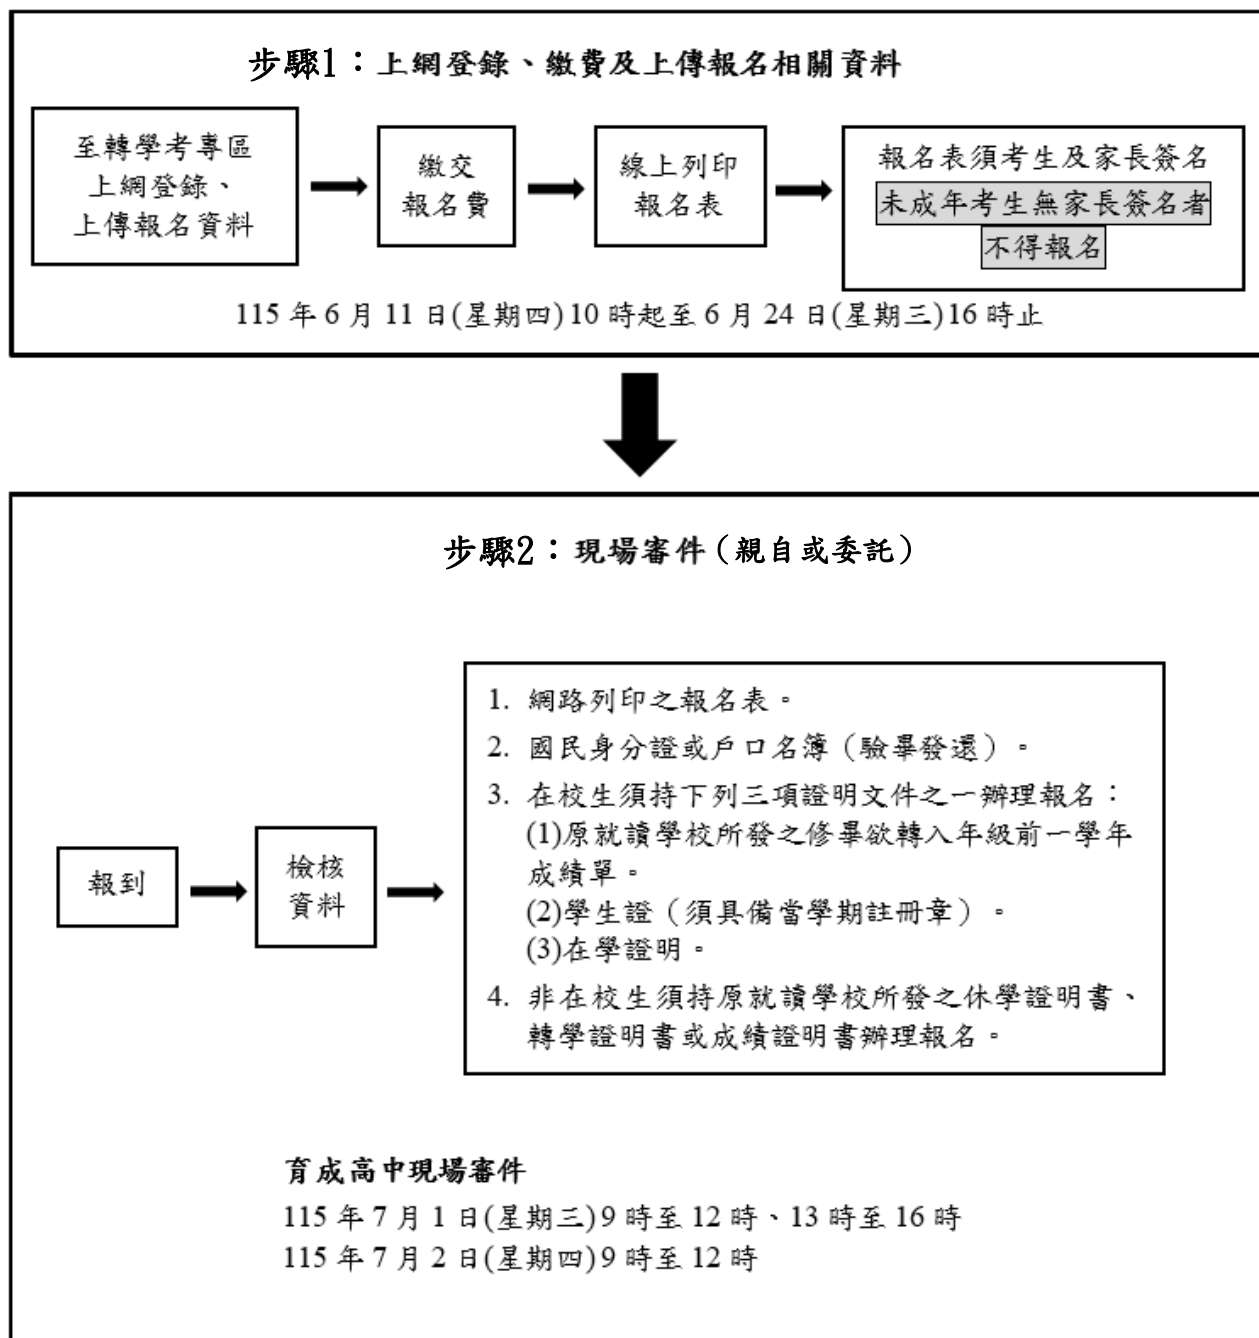 步驟1：上網登錄、繳費及上傳報名相關資料
至轉學考專區
上網登錄、
上傳報名資料
繳交
報名費
線上列印
報名表
報名表須考生及家長簽名
未成年考生無家長簽名者
不得報名
115 年 6 月 11 日(星期四)10 時起至 6 月 24 日(星期三)16 時止
步驟2：現場審件（親自或委託）
報到
檢核
資料
1. 網路列印之報名表。
2. 國民身分證或戶口名簿（驗畢發還）。
3. 在校生須持下列三項證明文件之一辦理報名：
(1)原就讀學校所發之修畢欲轉入年級前一學年
成績單。
(2)學生證（須具備當學期註冊章）。
(3)在學證明。
4. 非在校生須持原就讀學校所發之休學證明書、
轉學證明書或成績證明書辦理報名。
育成高中現場審件
115 年 7 月 1 日(星期三)9 時至 12 時、13 時至 16 時
115 年 7 月 2 日(星期四)9 時至 12 時